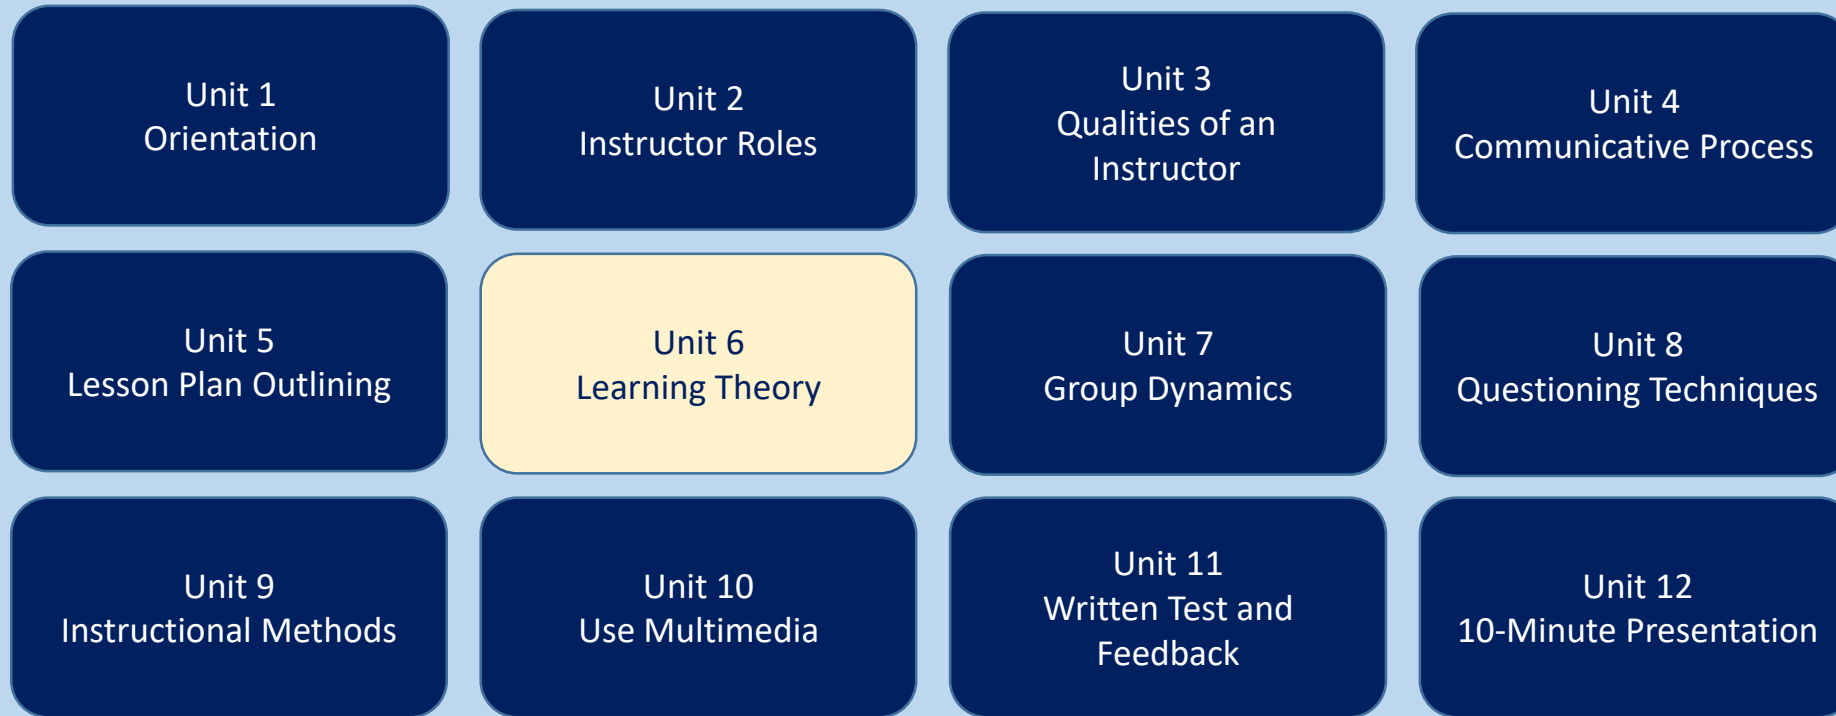 Unit 1
Orientation
Unit 2
Instructor Roles
Unit 3
Qualities of an
Instructor
Unit 4
Communicative Process
Unit 5
Lesson Plan Outlining
Unit 6
Learning Theory
Unit 7
Group Dynamics
Unit 8
Questioning Techniques
Unit 9
Instructional Methods
Unit 10
Use Multimedia
Unit 11
Written Test and
Feedback
Unit 12
10-Minute Presentation